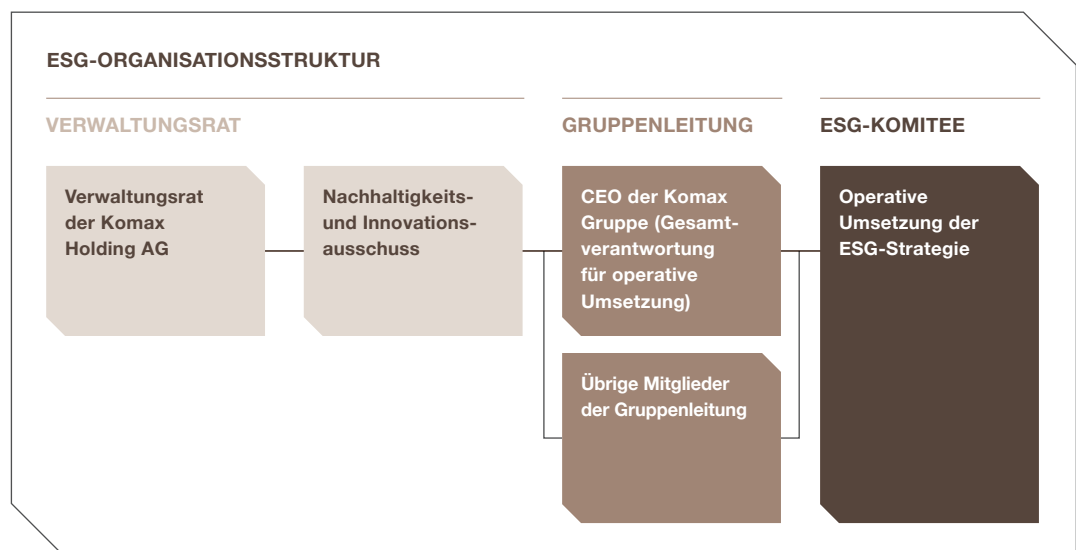 ESG-ORGANISATIONSSTRUKTUR
VERWALTUNGSRAT
Verwaltungsrat
der Komax
Holding AG
Nachhaltigkeits-
und Innovations-
ausschuss
GRUPPENLEITUNG
CEO der Komax
Gruppe (Gesamt-
verantwortung
für operative
Umsetzung)
Übrige Mitglieder
der Gruppenleitung
ESG-KOMITEE
Operative
Umsetzung der
ESG-Strategie